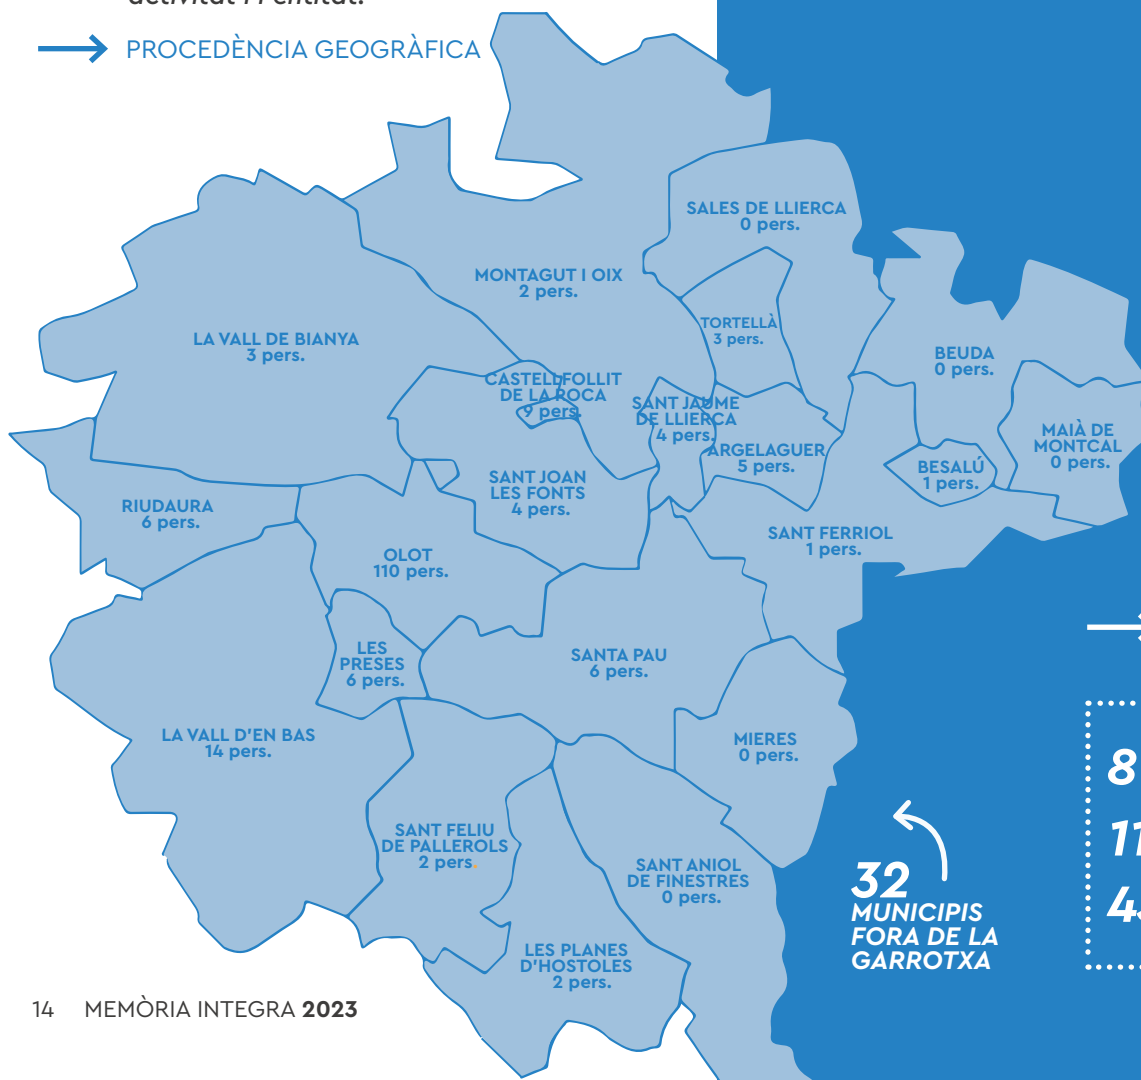 activitat i l'entitat.
PROCEDÈNCIA GEOGRÀFICA
SALES DE LLIERCA
0 pers.
MONTAGUT I OIX
2 pers.
TORTELLÀ
3 pers.
LA VALL DE BIANYA
3 pers.
BEUDA
0 pers.
CASTELLFOLLIT
DE LA ROCA
9 pers.
SANT JAUME
DE LLIERCA
4 pers.
ARGELAGUER
5 pers.
MAIÀ DE
MONTCAL
0 pers.
BESALÚ
1 pers.
SANT JOAN
LES FONTS
4 pers.
RIUDAURA
6 pers.
SANT FERRIOL
1 pers.
OLOT
110 pers.
LES
PRESES
6 pers.
SANTA PAU
6 pers.
LA VALL D'EN BAS
14 pers.
MIERES
0 pers.
SANT FELIU
DE PALLEROLS
2 pers.
SANT ANIOL
DE FINESTRES
0 pers.
LES PLANES
D'HOSTOLES
2 pers.
32
MUNICIPIS
FORA DE LA
GARROTXA
8
11
14 MEMÒRIA INTEGRA 2023